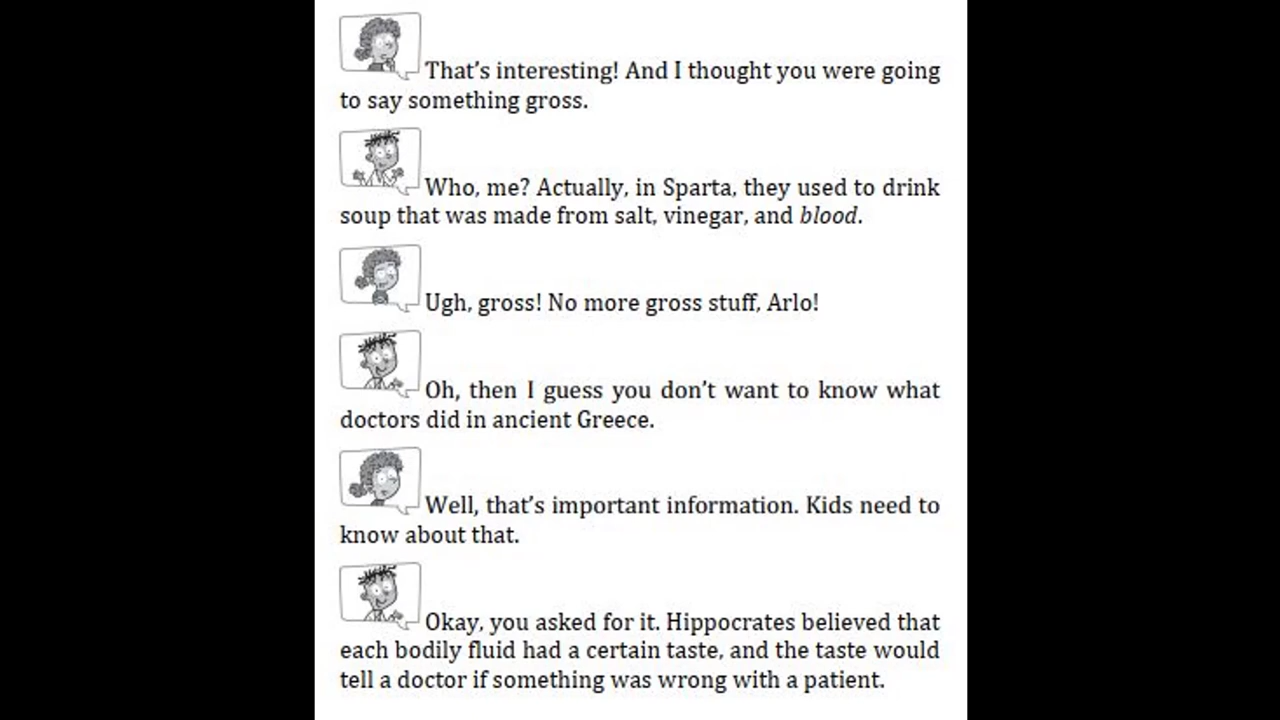 That’s interesting! And I thought you were going
to say something gross.
Who, me? Actually, in Sparta, they used to drink
soup that was made from salt, vinegar, and blood.
Ugh, gross! No more gross stuff, Arlo!
Oh, then I guess you don’t want to know what
doctors did in ancient Greece.
Well, that’s important information. Kids need to
know about that.
Okay, you asked for it. Hippocrates believed that
each bodily fluid had a certain taste, and the taste would
tell a doctor if something was wrong with a patient.